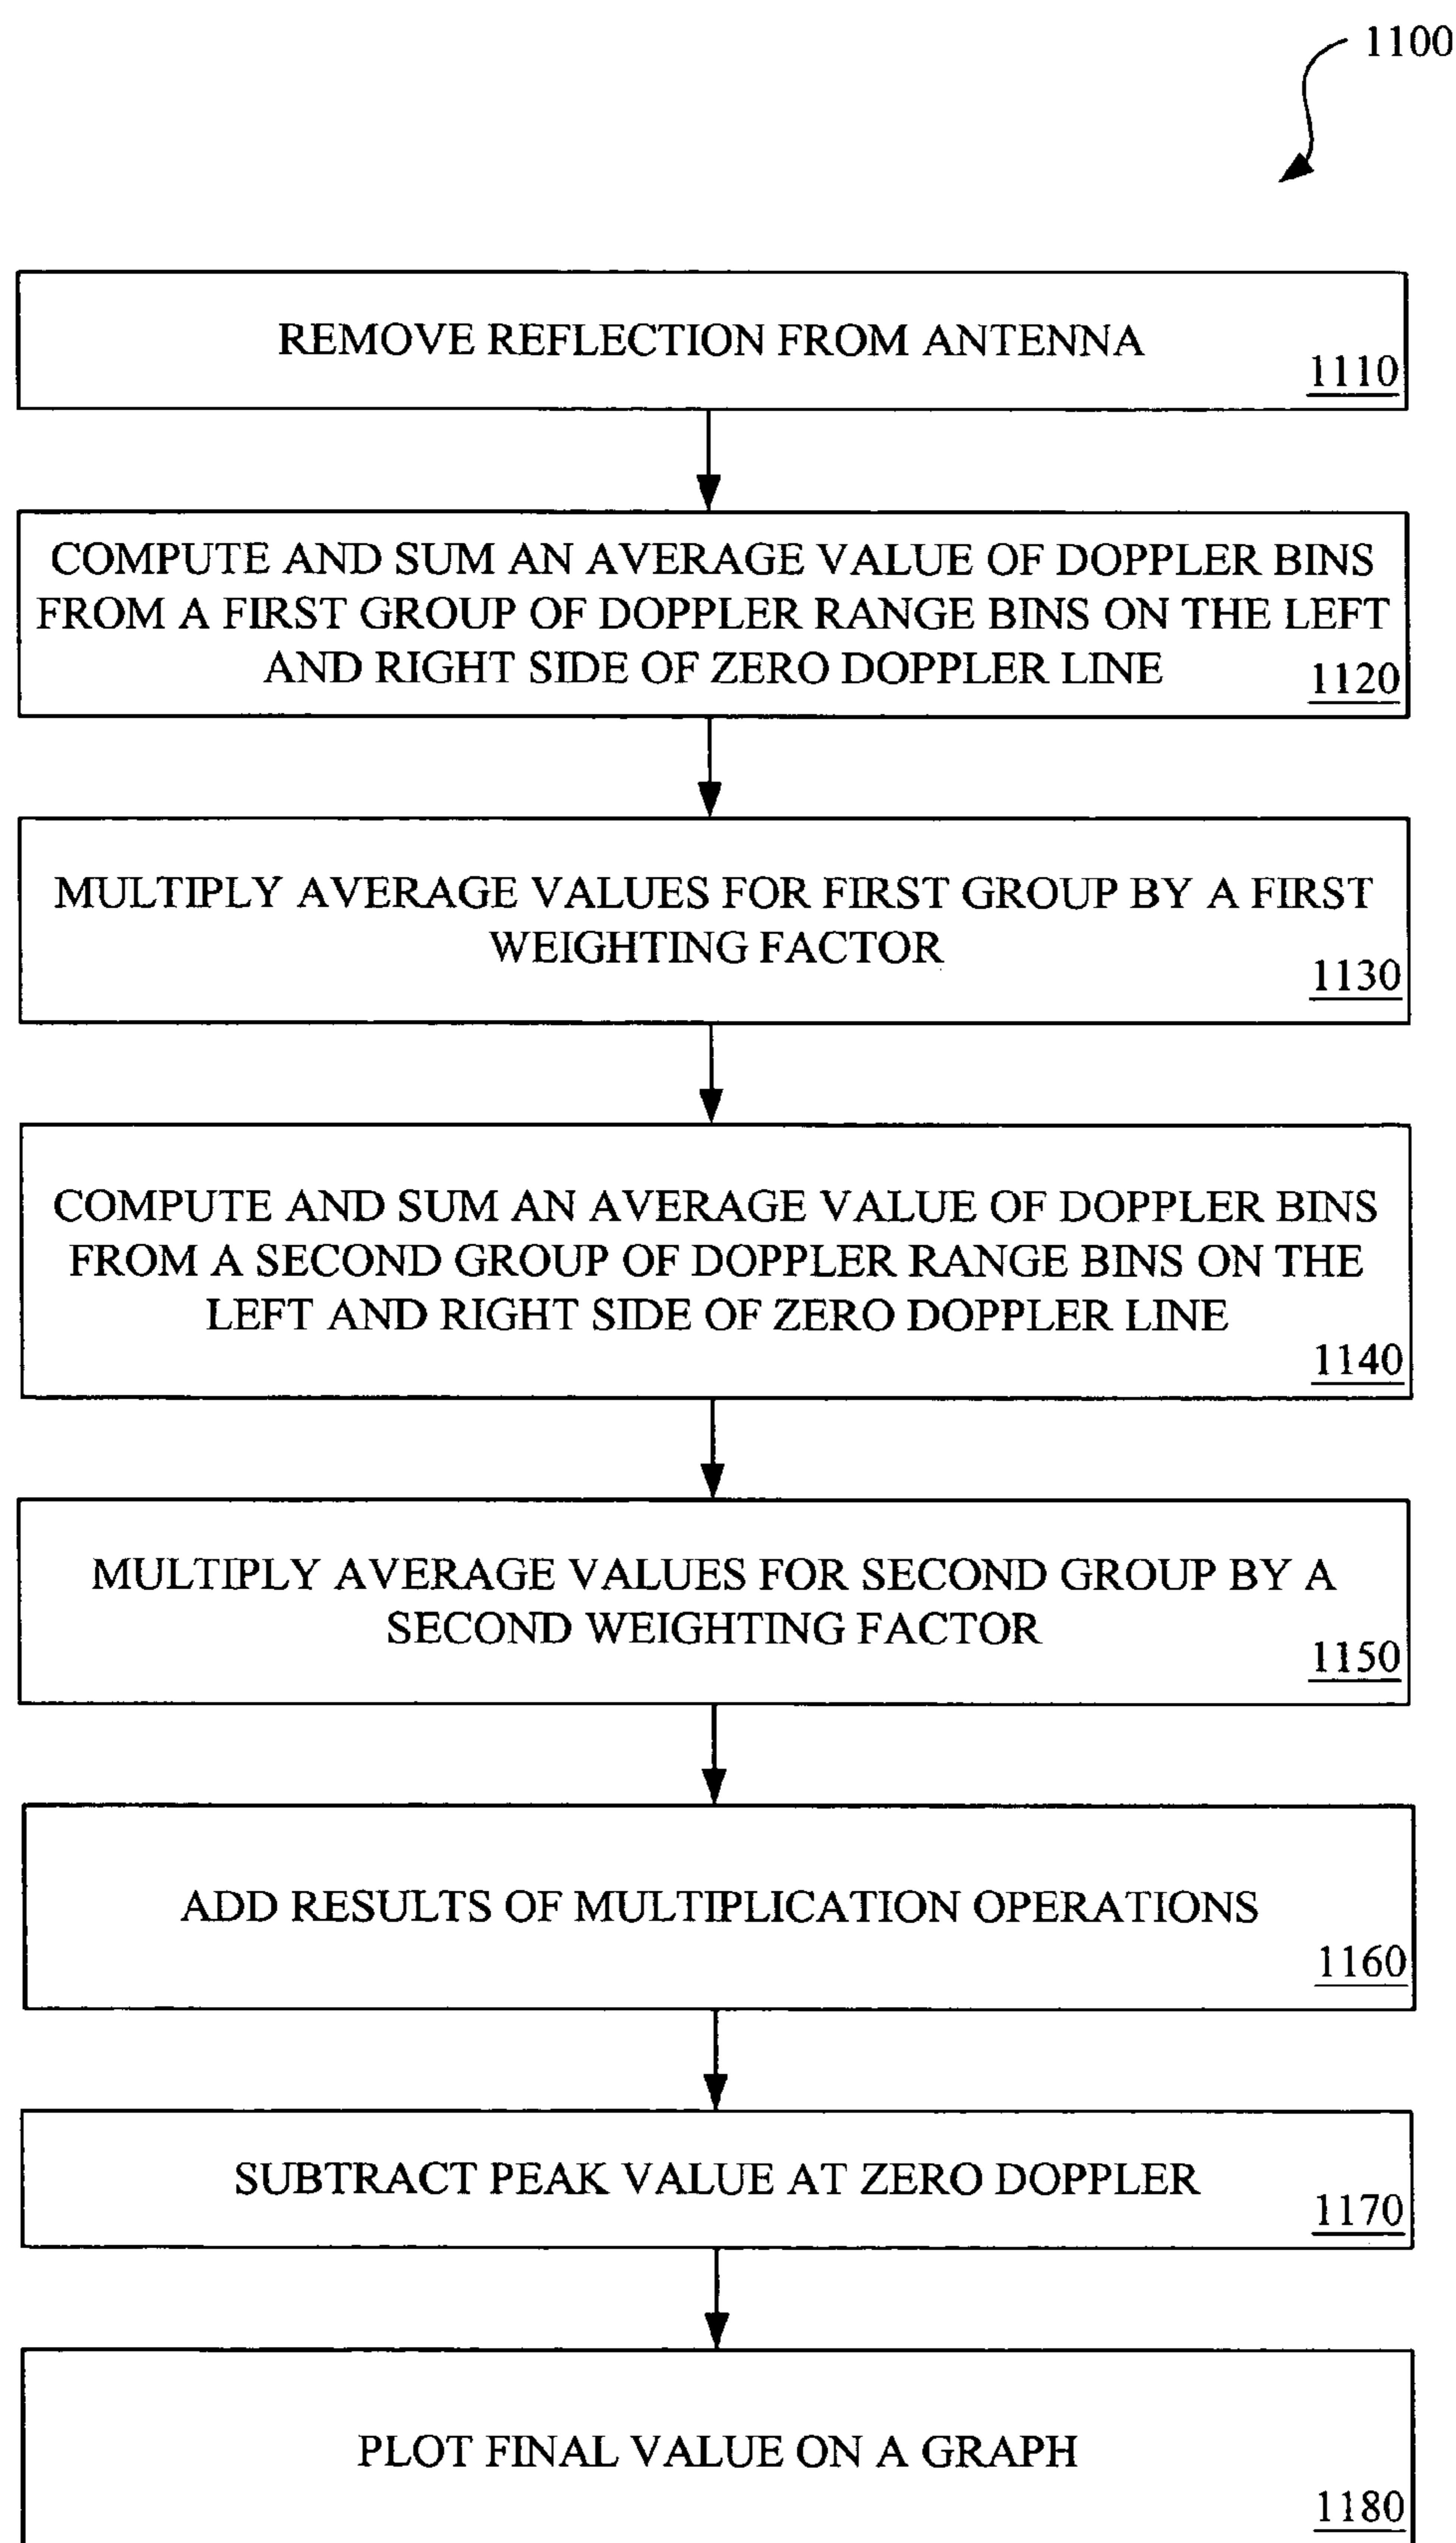 1100
REMOVE REFLECTION FROM ANTENNA
1110
COMPUTE AND SUM AN AVERAGE VALUE OF DOPPLER BINS
FROM A FIRST GROUP OF DOPPLER RANGE BINS ON THE LEFT
AND RIGHT SIDE OF ZERO DOPPLER LINE
1120
MULTIPLY AVERAGE VALUES FOR FIRST GROUP BY A FIRST
WEIGHTING FACTOR
1130
COMPUTE AND SUM AN AVERAGE VALUE OF DOPPLER BINS
FROM A SECOND GROUP OF DOPPLER RANGE BINS ON THE
LEFT AND RIGHT SIDE OF ZERO DOPPLER LINE
1140
MULTIPLY AVERAGE VALUES FOR SECOND GROUP BY A
SECOND WEIGHTING FACTOR
1150
ADD RESULTS OF MULTIPLICATION OPERATIONS
1160
SUBTRACT PEAK VALUE AT ZERO DOPPLER
1170
PLOT FINAL VALUE ON A GRAPH
1180